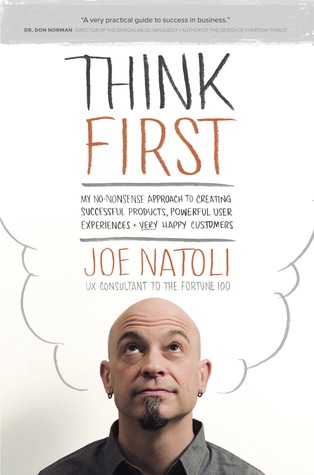 "A very practical guide to success in business."
DR. DON NORMAN DIRECTOR OF THE DESIGNLAB, UC SAN DIEGO | AUTHOR OF THE DESIGN OF EVERYDAY THINGS
THINK
FIRST
MY NO-NONSENSE APPROACH TO CREATING
SUCCESSFUL PRODUCTS, POWERFUL USER
EXPERIENCES + VERY HAPPY CUSTOMERS
JOE NATOLI
UX CONSULTANT TO THE FORTUNE 100